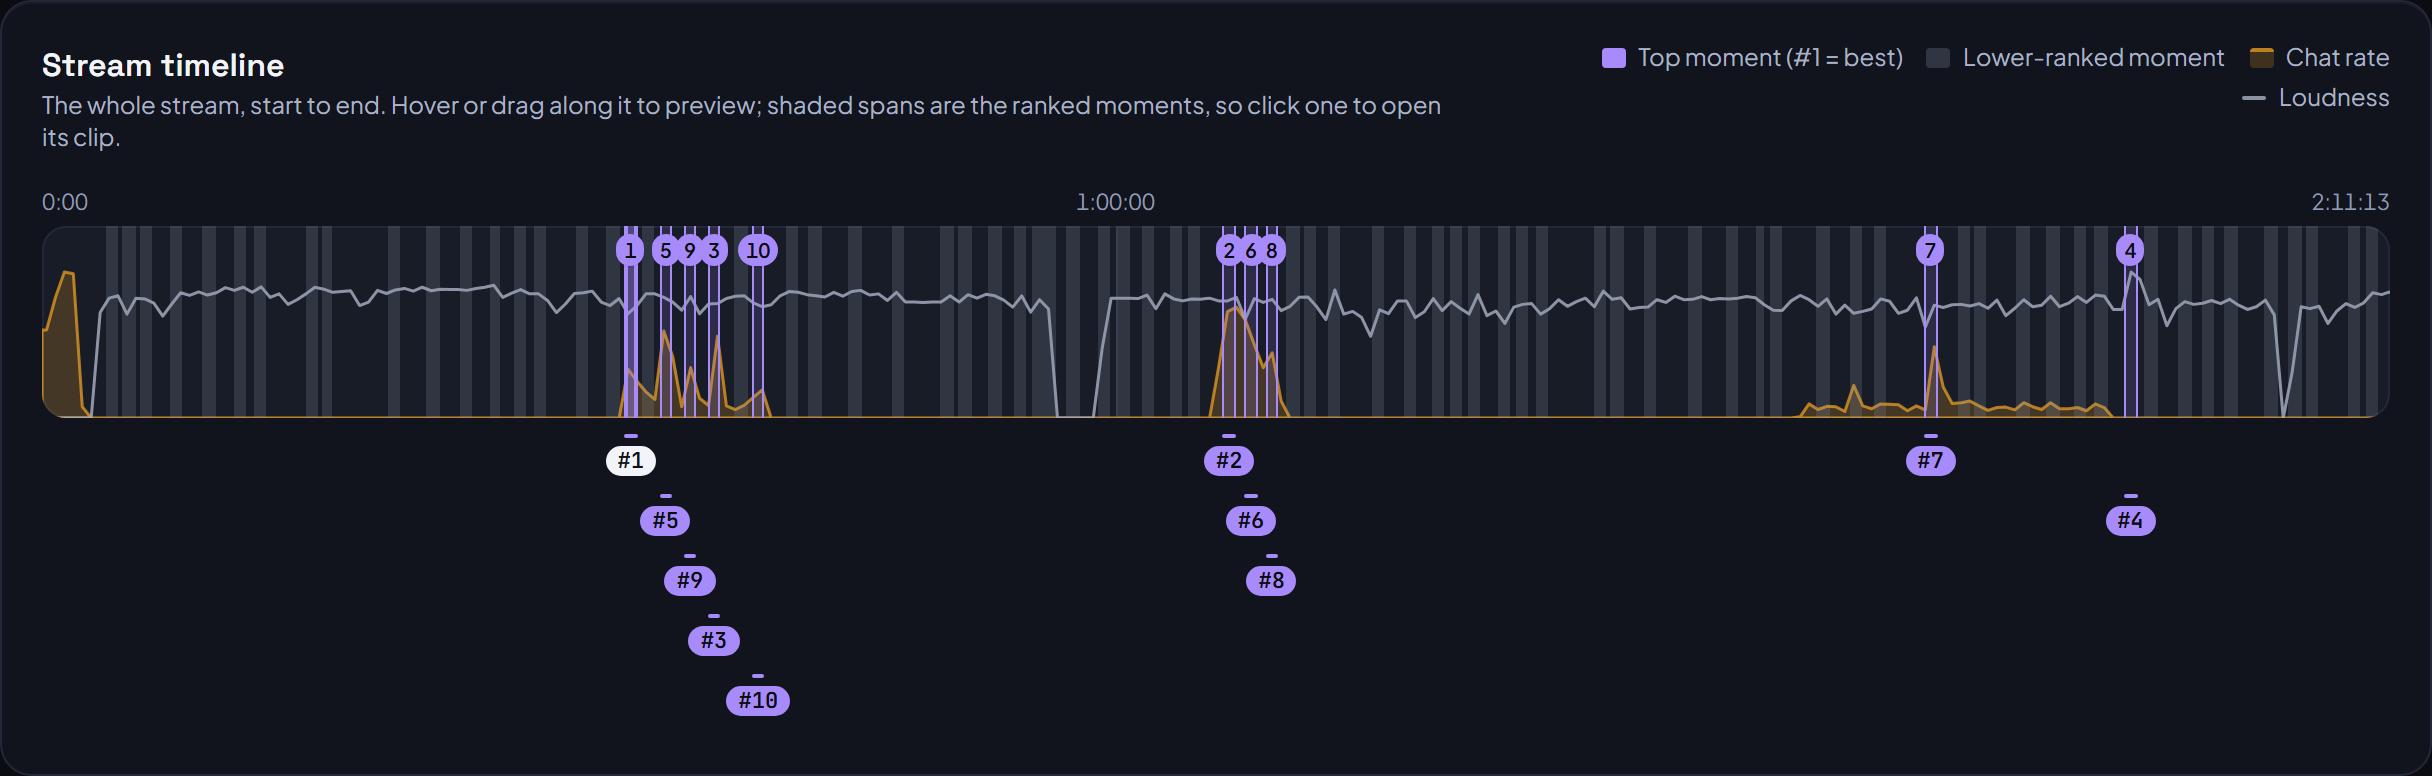 Stream timeline
The whole stream, start to end. Hover or drag along it to preview; shaded spans are the ranked moments, so click one to open
its clip.
Top moment (#1 = best) Lower-ranked moment Chat rate
Loudness
0:00 1:00:00 2:11:13
1 5 9 3 10 2 6 8 7 4
#1 #2 #7
#5 #6 #4
#9 #8
#3
#10